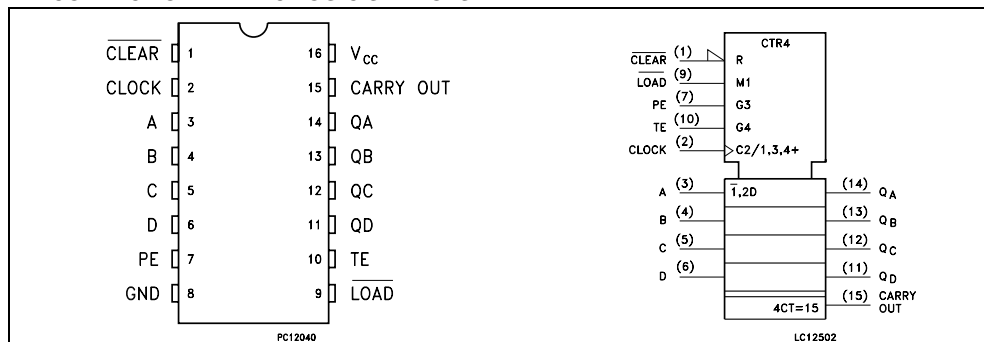 CLEAR 1 16 VCC
CLOCK 2 15 CARRY OUT
A 3 14 QA
B 4 13 QB
C 5 12 QC
D 6 11 QD
PE 7 10 TE
GND 8 9 LOAD
PC12040
CTR4
CLEAR (1) R
LOAD (9) M1
PE (7) G3
TE (10) G4
CLOCK (2) C2/1,3,4+
A (3) 1,2D (14) QA
B (4) (13) QB
C (5) (12) QC
D (6) (11) QD
4CT=15 (15) CARRY
OUT
LC12502